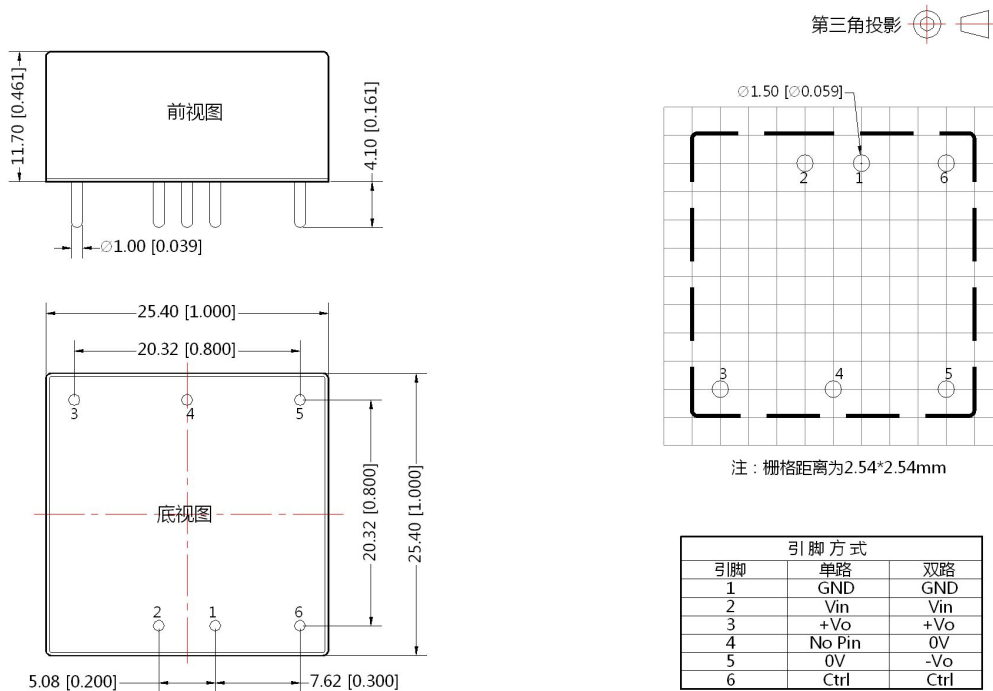 第三角投影
11.70 [0.461]
前视图
4.10 [0.161]
∅1.00 [0.039]
∅1.50 [∅0.059]
2
1
6
3
4
5
注：栅格距离为2.54*2.54mm
25.40 [1.000]
20.32 [0.800]
3
4
5
底视图
20.32 [0.800]
25.40 [1.000]
2
1
6
5.08 [0.200]
7.62 [0.300]
引脚方式
引脚 单路 双路
1 GND GND
2 Vin Vin
3 +Vo +Vo
4 No Pin 0V
5 0V -Vo
6 Ctrl Ctrl